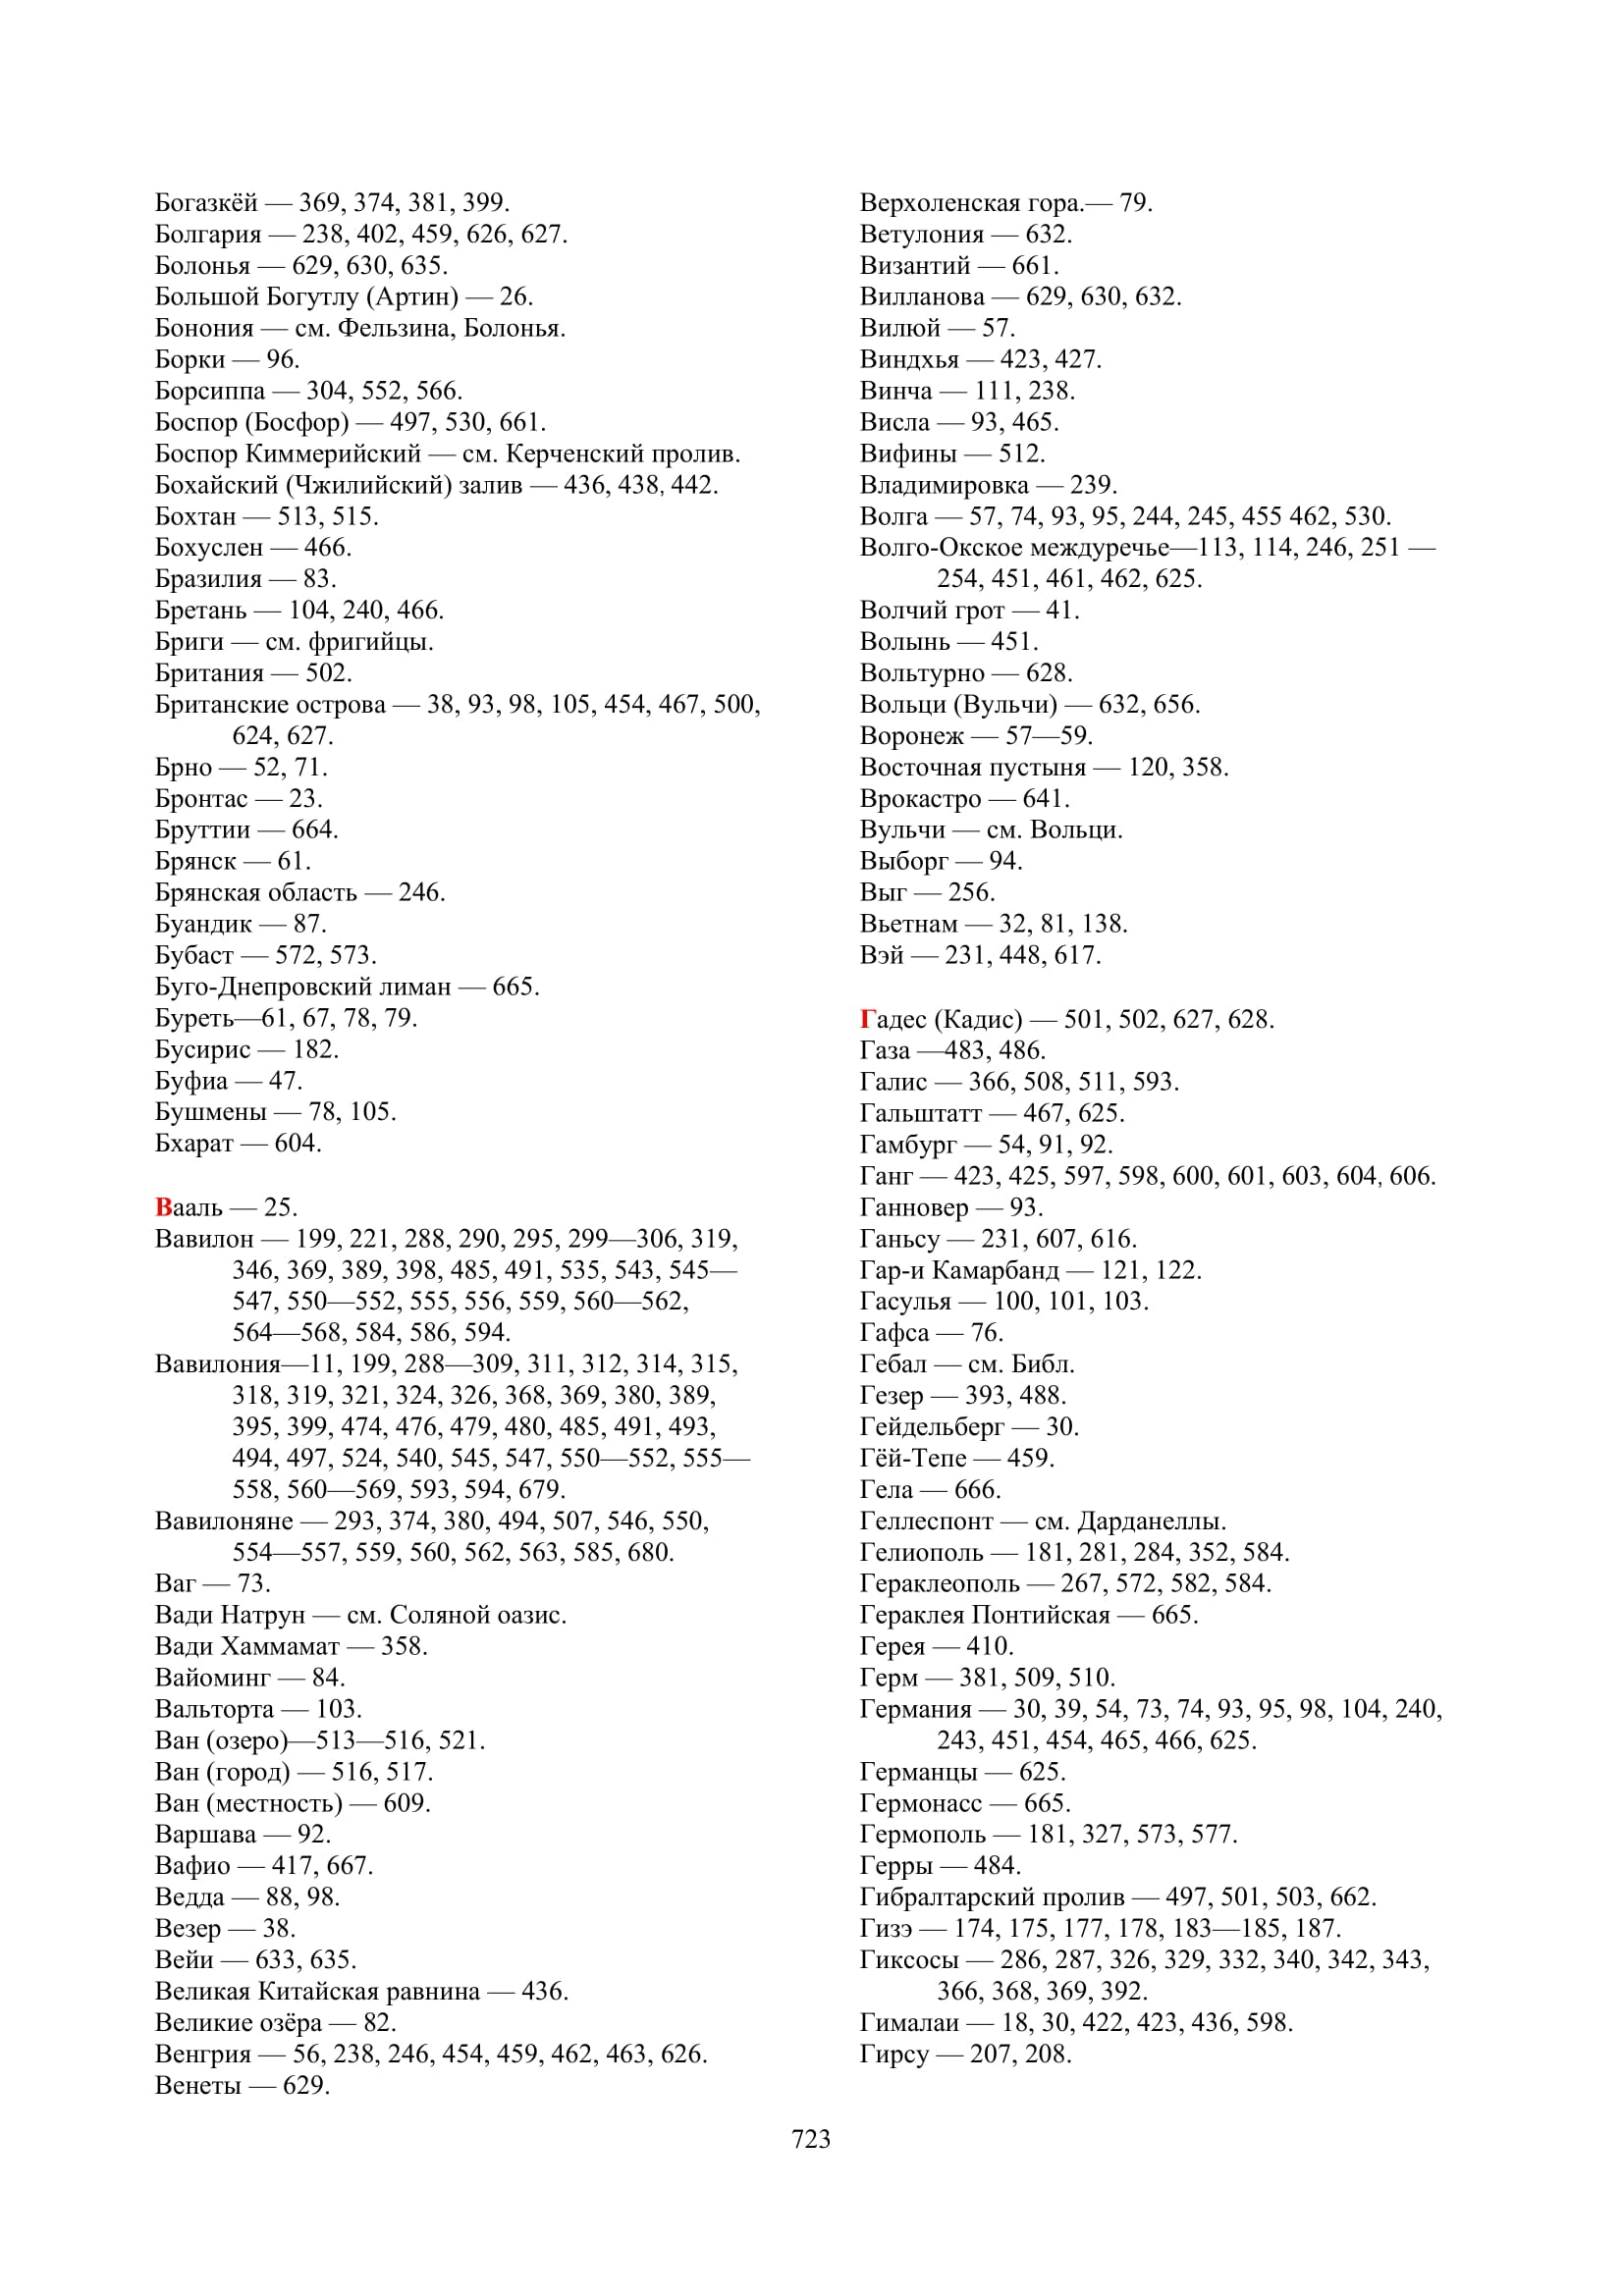 Богазкёй — 369, 374, 381, 399.
Болгария — 238, 402, 459, 626, 627.
Болонья — 629, 630, 635.
Большой Богутлу (Артин) — 26.
Бонония — см. Фельзина, Болонья.
Борки — 96.
Борсиппа — 304, 552, 566.
Боспор (Босфор) — 497, 530, 661.
Боспор Киммерийский — см. Керченский пролив.
Бохайский (Чжилийский) залив — 436, 438, 442.
Бохтан — 513, 515.
Бохуслен — 466.
Бразилия — 83.
Бретань — 104, 240, 466.
Бриги — см. фригийцы.
Британия — 502.
Британские острова — 38, 93, 98, 105, 454, 467, 500,
624, 627.
Брно — 52, 71.
Бронтас — 23.
Бруттии — 664.
Брянск — 61.
Брянская область — 246.
Буандик — 87.
Бубаст — 572, 573.
Буго-Днепровский лиман — 665.
Буреть—61, 67, 78, 79.
Бусирис — 182.
Буфиа — 47.
Бушмены — 78, 105.
Бхарат — 604.
Вааль — 25.
Вавилон — 199, 221, 288, 290, 295, 299—306, 319,
346, 369, 389, 398, 485, 491, 535, 543, 545—
547, 550—552, 555, 556, 559, 560—562,
564—568, 584, 586, 594.
Вавилония—11, 199, 288—309, 311, 312, 314, 315,
318, 319, 321, 324, 326, 368, 369, 380, 389,
395, 399, 474, 476, 479, 480, 485, 491, 493,
494, 497, 524, 540, 545, 547, 550—552, 555—
558, 560—569, 593, 594, 679.
Вавилоняне — 293, 374, 380, 494, 507, 546, 550,
554—557, 559, 560, 562, 563, 585, 680.
Ваг — 73.
Вади Натрун — см. Соляной оазис.
Вади Хаммамат — 358.
Вайоминг — 84.
Вальторта — 103.
Ван (озеро)—513—516, 521.
Ван (город) — 516, 517.
Ван (местность) — 609.
Варшава — 92.
Вафио — 417, 667.
Ведда — 88, 98.
Везер — 38.
Вейи — 633, 635.
Великая Китайская равнина — 436.
Великие озёра — 82.
Венгрия — 56, 238, 246, 454, 459, 462, 463, 626.
Венеты — 629.
Верхоленская гора.— 79.
Ветулония — 632.
Византий — 661.
Вилланова — 629, 630, 632.
Вилюй — 57.
Виндхья — 423, 427.
Винча — 111, 238.
Висла — 93, 465.
Вифины — 512.
Владимировка — 239.
Волга — 57, 74, 93, 95, 244, 245, 455 462, 530.
Волго-Окское междуречье—113, 114, 246, 251 —
254, 451, 461, 462, 625.
Волчий грот — 41.
Волынь — 451.
Вольтурно — 628.
Вольци (Вульчи) — 632, 656.
Воронеж — 57—59.
Восточная пустыня — 120, 358.
Врокастро — 641.
Вульчи — см. Вольци.
Выборг — 94.
Выг — 256.
Вьетнам — 32, 81, 138.
Вэй — 231, 448, 617.
Гадес (Кадис) — 501, 502, 627, 628.
Газа —483, 486.
Галис — 366, 508, 511, 593.
Гальштатт — 467, 625.
Гамбург — 54, 91, 92.
Ганг — 423, 425, 597, 598, 600, 601, 603, 604, 606.
Ганновер — 93.
Ганьсу — 231, 607, 616.
Гар-и Камарбанд — 121, 122.
Гасулья — 100, 101, 103.
Гафса — 76.
Гебал — см. Библ.
Гезер — 393, 488.
Гейдельберг — 30.
Гёй-Тепе — 459.
Гела — 666.
Геллеспонт — см. Дарданеллы.
Гелиополь — 181, 281, 284, 352, 584.
Гераклеополь — 267, 572, 582, 584.
Гераклея Понтийская — 665.
Герея — 410.
Герм — 381, 509, 510.
Германия — 30, 39, 54, 73, 74, 93, 95, 98, 104, 240,
243, 451, 454, 465, 466, 625.
Германцы — 625.
Гермонасс — 665.
Гермополь — 181, 327, 573, 577.
Герры — 484.
Гибралтарский пролив — 497, 501, 503, 662.
Гизэ — 174, 175, 177, 178, 183—185, 187.
Гиксосы — 286, 287, 326, 329, 332, 340, 342, 343,
366, 368, 369, 392.
Гималаи — 18, 30, 422, 423, 436, 598.
Гирсу — 207, 208.
723